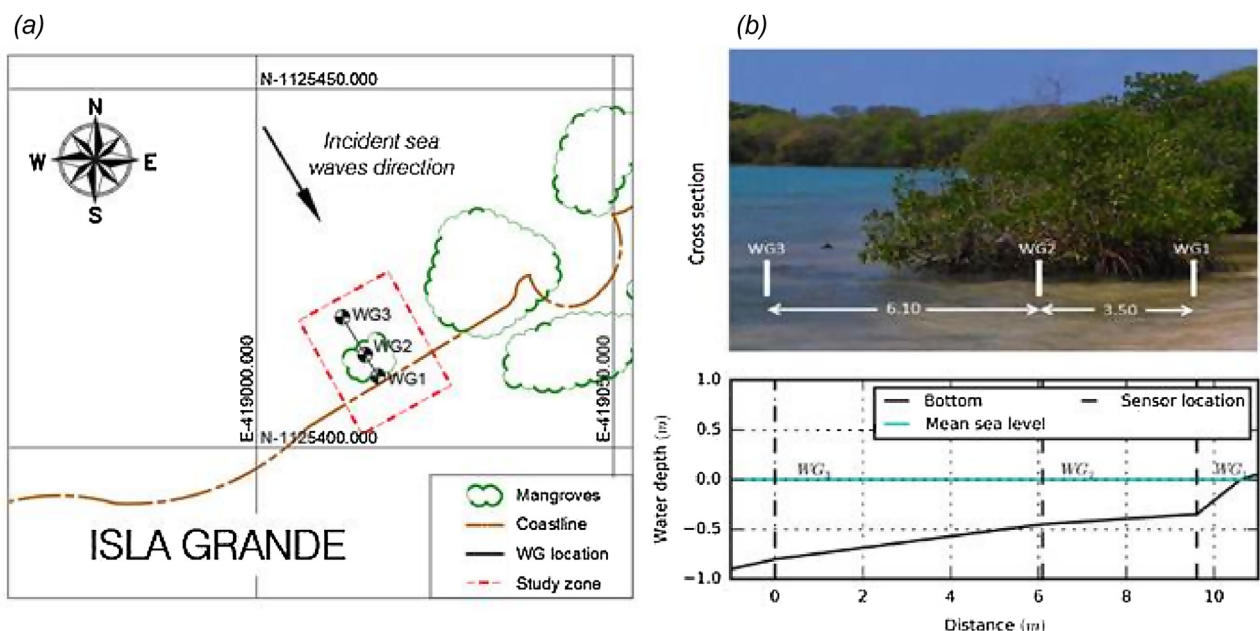 (a)
N-1125450.000
N
W
E
S
Incident sea
waves direction
WG3
WG2
WG1
E-419000.000
E-419050.000
N-1125400.000
ISLA GRANDE
Mangroves
Coastline
WG location
Study zone
(b)
Cross section
WG3
WG2
WG1
6.10
3.50
Water depth (m)
1.0
0.5
0.0
−0.5
−1.0
Bottom
Sensor location
Mean sea level
WG3
WG2
0
2
4
6
8
10
Distance (m)